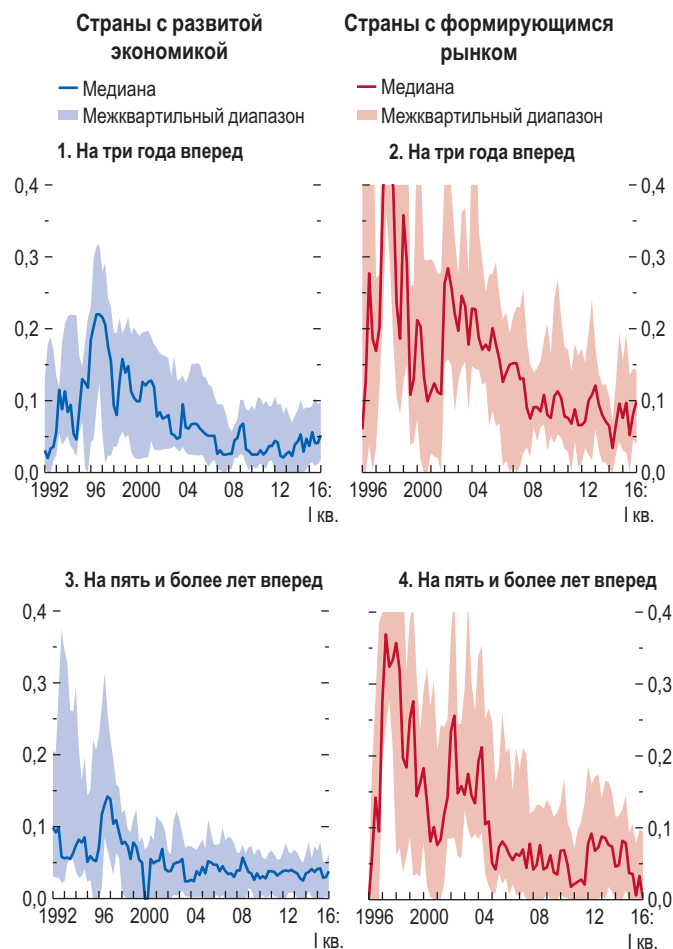 Страны с развитой
экономикой
Медиана
Межквартильный диапазон
Страны с формирующимся
рынком
Медиана
Межквартильный диапазон
1. На три года вперед
0,4
0,3
0,2
0,1
0,0
1992 96 2000 04 08 12 16:
I кв.
2. На три года вперед
0,4
0,3
0,2
0,1
0,0
1996 2000 04 08 12 16:
I кв.
3. На пять и более лет вперед
0,4
0,3
0,2
0,1
0,0
1992 96 2000 04 08 12 16:
I кв.
4. На пять и более лет вперед
0,4
0,3
0,2
0,1
0,0
1996 2000 04 08 12 16:
I кв.